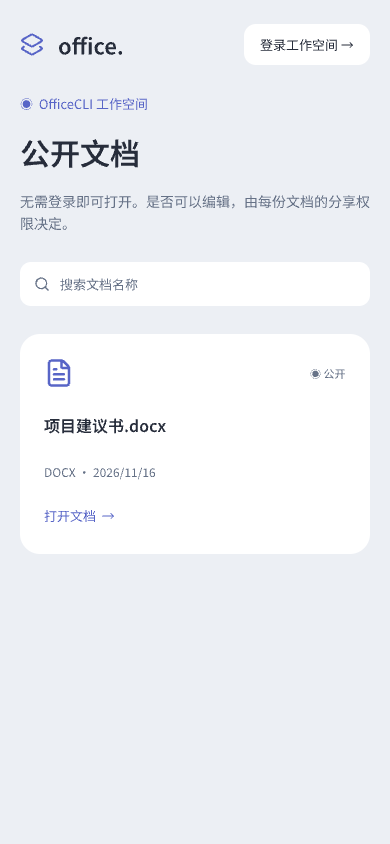 office.
登录工作空间 →
OfficeCLI 工作空间
公开文档
无需登录即可打开。是否可以编辑，由每份文档的分享权
限决定。
搜索文档名称
公开
项目建议书.docx
DOCX · 2026/11/16
打开文档 →